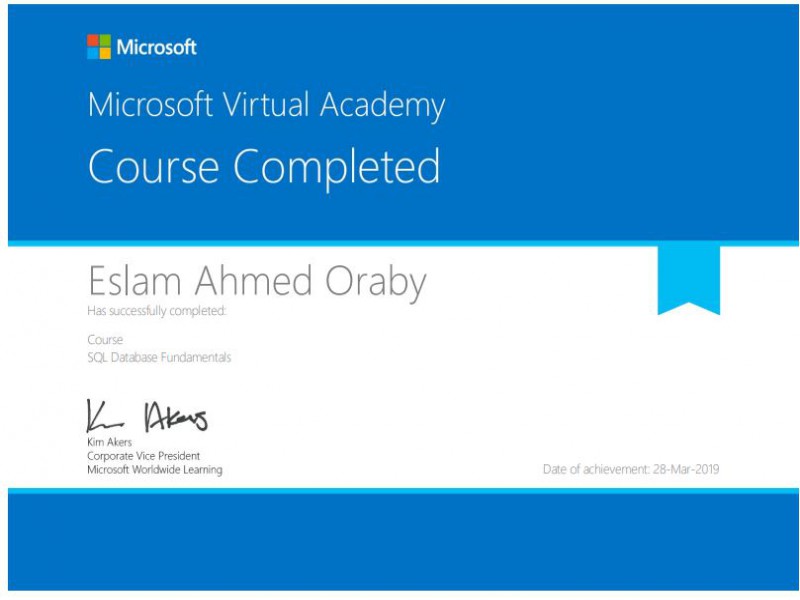 Microsoft
Microsoft Virtual Academy
Course Completed
Eslam Ahmed Oraby
Has successfully completed:
Course
SQL Database Fundamentals
Kim Akers
Kim Akers
Corporate Vice President
Microsoft Worldwide Learning
Date of achievement: 28-Mar-2019